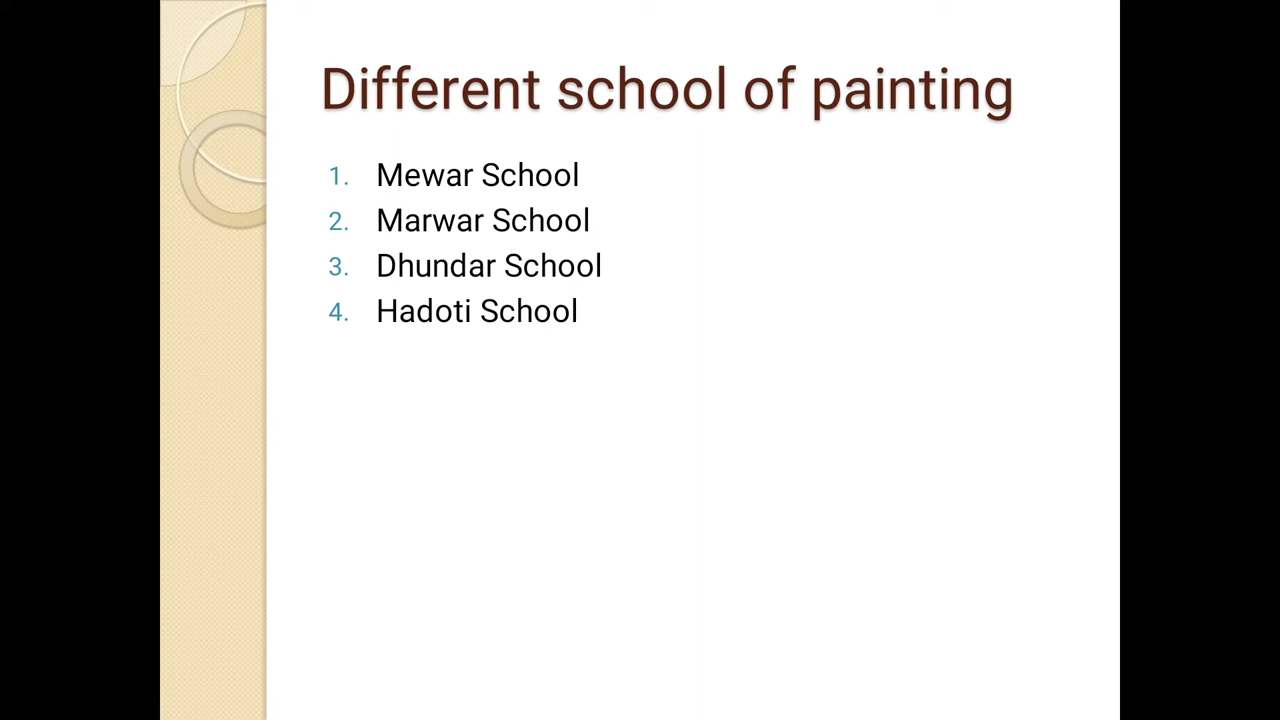 Different school of painting
1. Mewar School
2. Marwar School
3. Dhundar School
4. Hadoti School